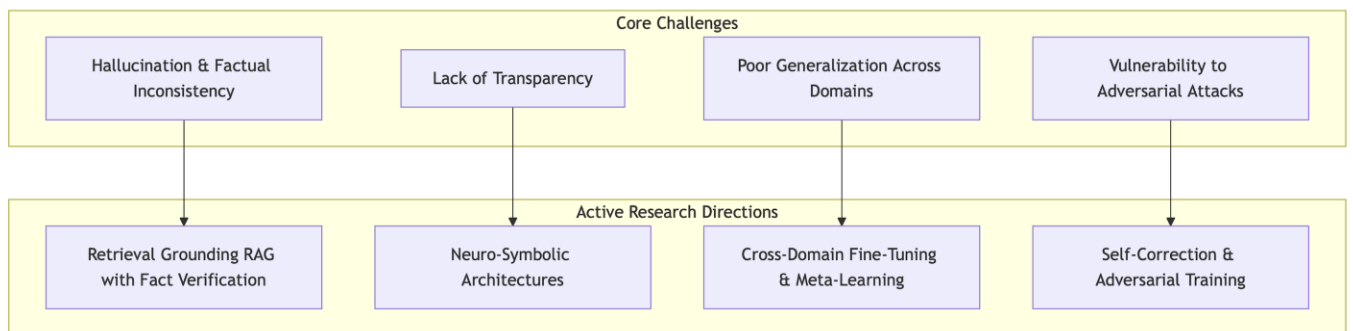 Core Challenges
Hallucination & Factual
Inconsistency
Lack of Transparency
Poor Generalization Across
Domains
Vulnerability to
Adversarial Attacks
Active Research Directions
Retrieval Grounding RAG
with Fact Verification
Neuro-Symbolic
Architectures
Cross-Domain Fine-Tuning
& Meta-Learning
Self-Correction &
Adversarial Training